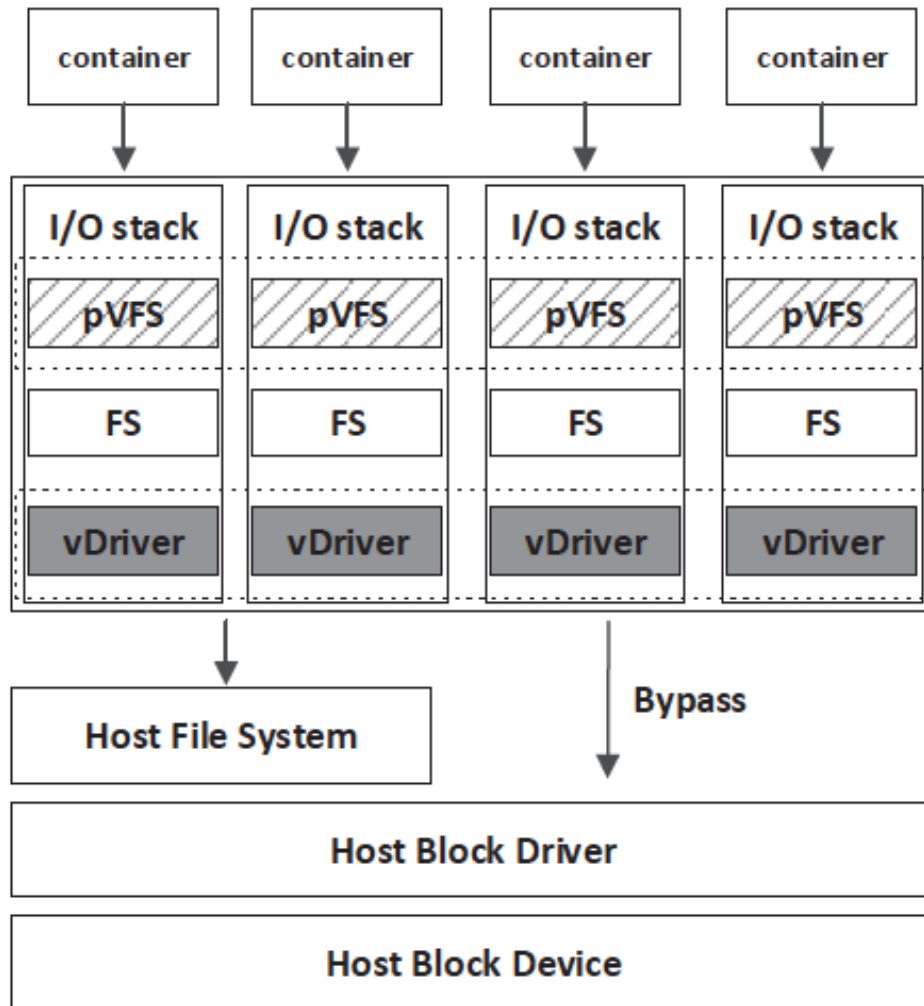 container container container container
I/O stack I/O stack I/O stack I/O stack
pVFS pVFS pVFS pVFS
FS FS FS FS
vDriver vDriver vDriver vDriver
Bypass
Host File System
Host Block Driver
Host Block Device